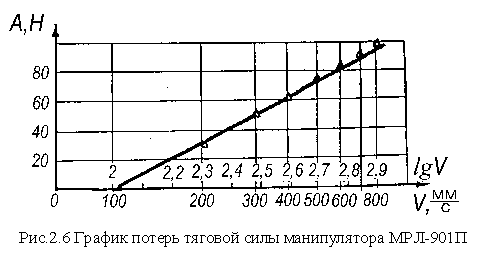 А,Н
80
60
40
20
2 2,2 2,3 2,4 2,5 2,6 2,7 2,8 2,9 lgV
0 100 200 300 400 500 600 800 V, мм/с
Рис.2.6 График потерь тяговой силы манипулятора МРЛ-901П